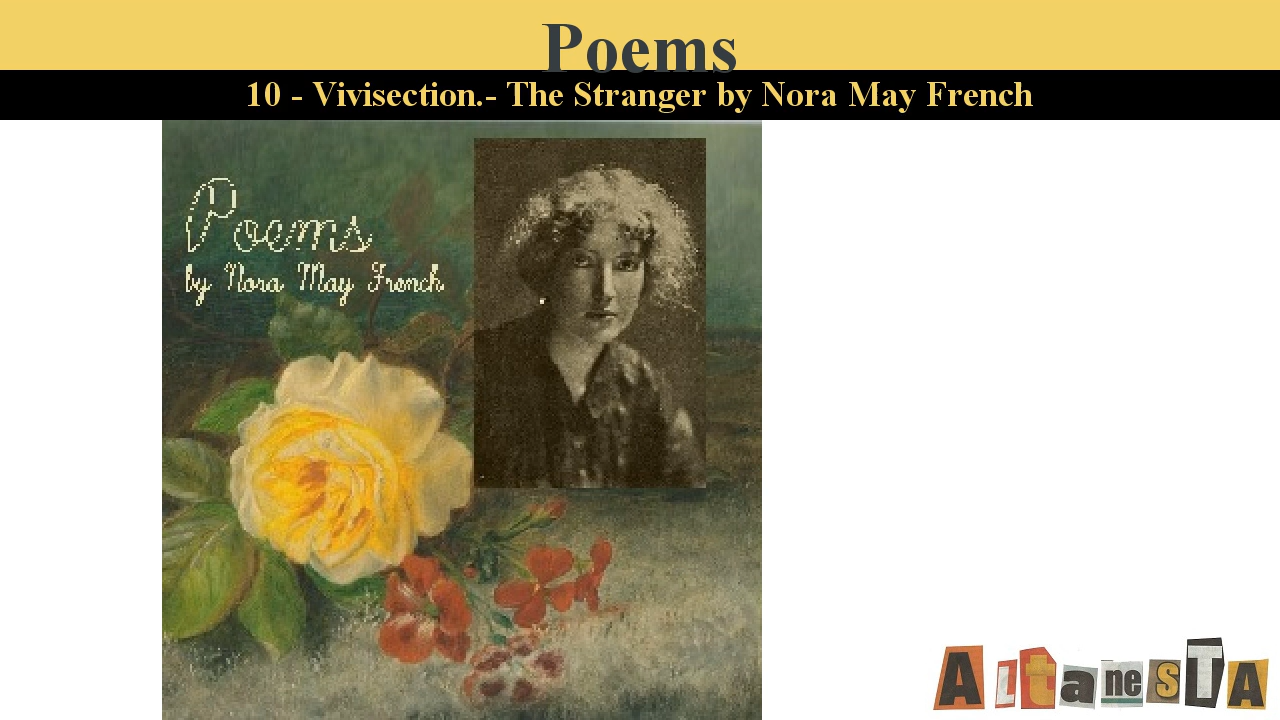 Poems
10 - Vivisection.- The Stranger by Nora May French
Poems
by Nora May French
AltanesTA